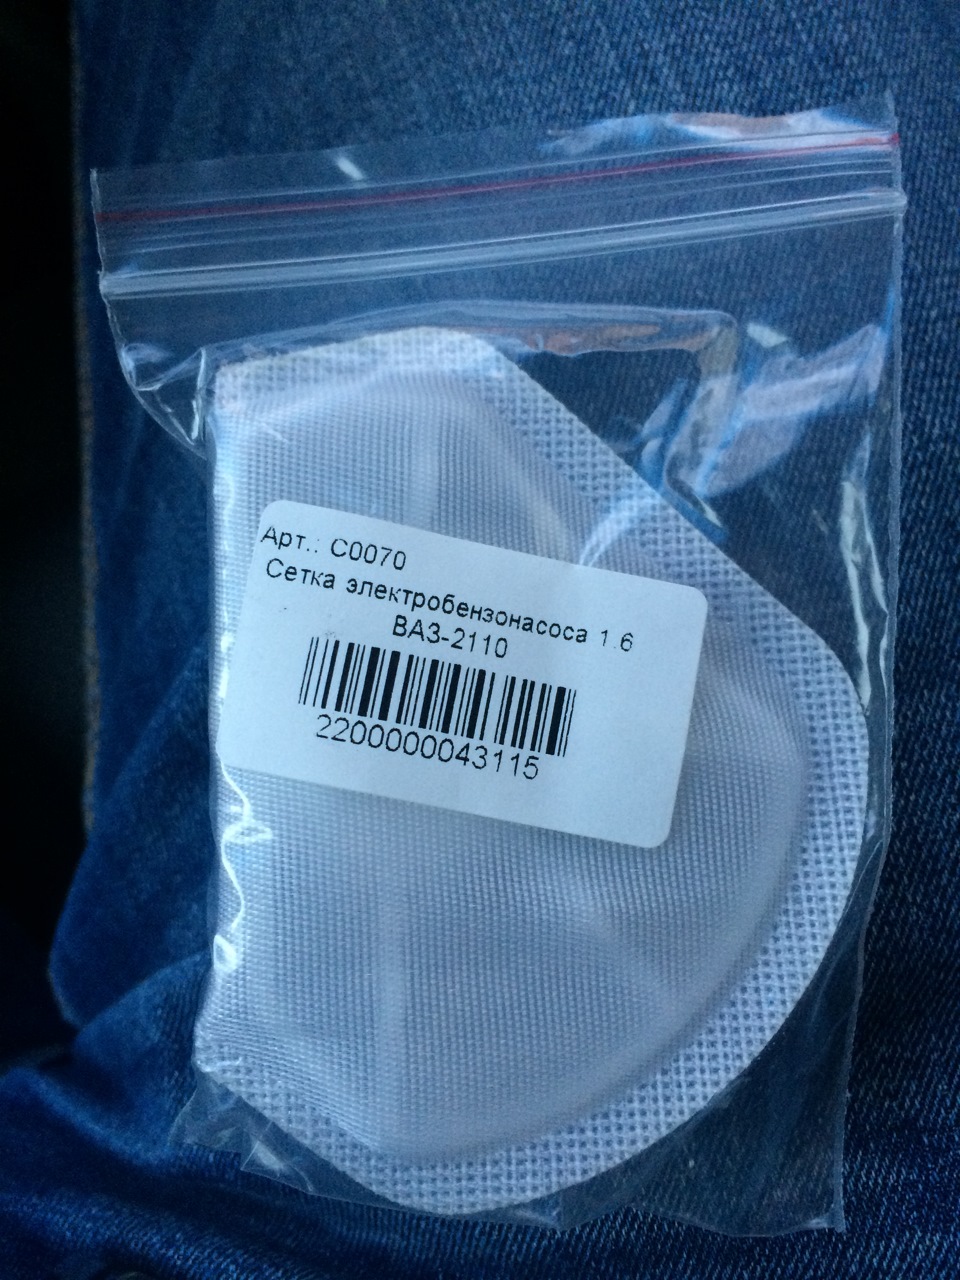 Арт.: С0070
Сетка электробензонасоса 1.6
ВАЗ-2110
2200000043115